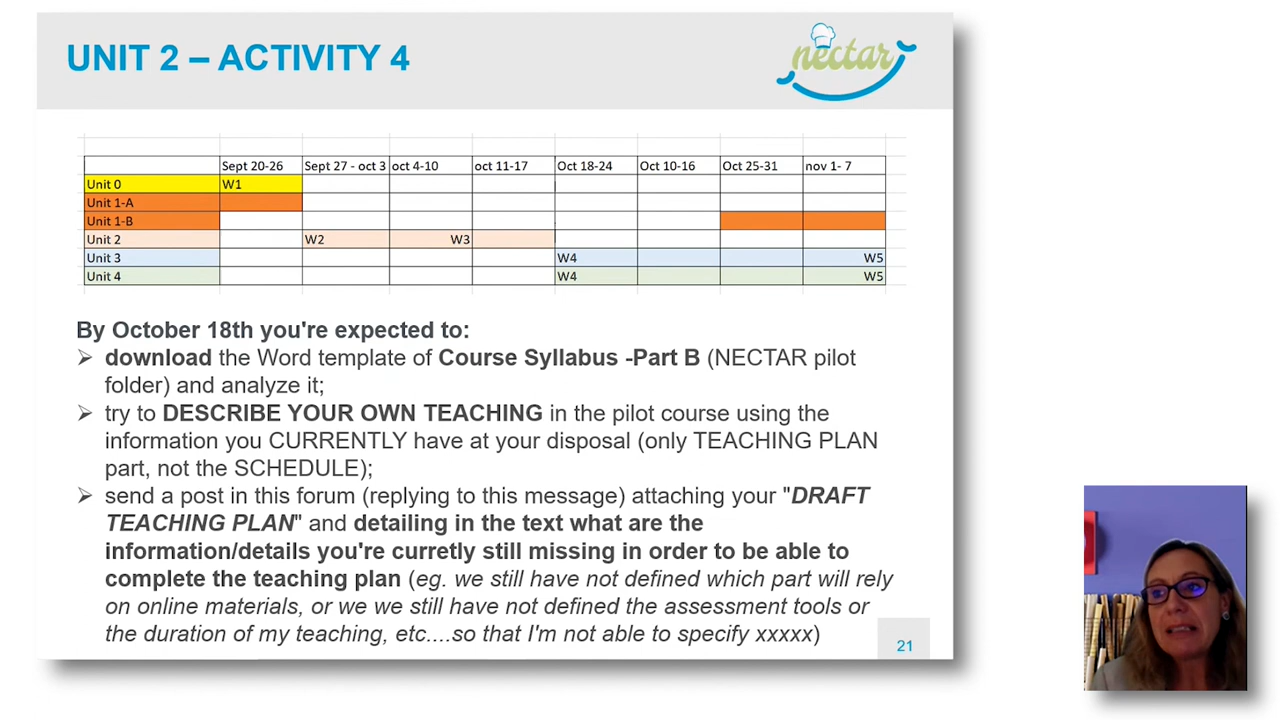 UNIT 2 – ACTIVITY 4
nectar
Sept 20-26 Sept 27 - oct 3 oct 4-10 oct 11-17 Oct 18-24 Oct 10-16 Oct 25-31 nov 1- 7
Unit 0 W1
Unit 1-A
Unit 1-B
Unit 2 W2 W3
Unit 3 W4 W5
Unit 4 W4 W5
By October 18th you're expected to:
➢ download the Word template of Course Syllabus -Part B (NECTAR pilot
folder) and analyze it;
➢ try to DESCRIBE YOUR OWN TEACHING in the pilot course using the
information you CURRENTLY have at your disposal (only TEACHING PLAN
part, not the SCHEDULE);
➢ send a post in this forum (replying to this message) attaching your "DRAFT
TEACHING PLAN" and detailing in the text what are the
information/details you're curretly still missing in order to be able to
complete the teaching plan (eg. we still have not defined which part will rely
on online materials, or we we still have not defined the assessment tools or
the duration of my teaching, etc....so that I'm not able to specify xxxxx)
21